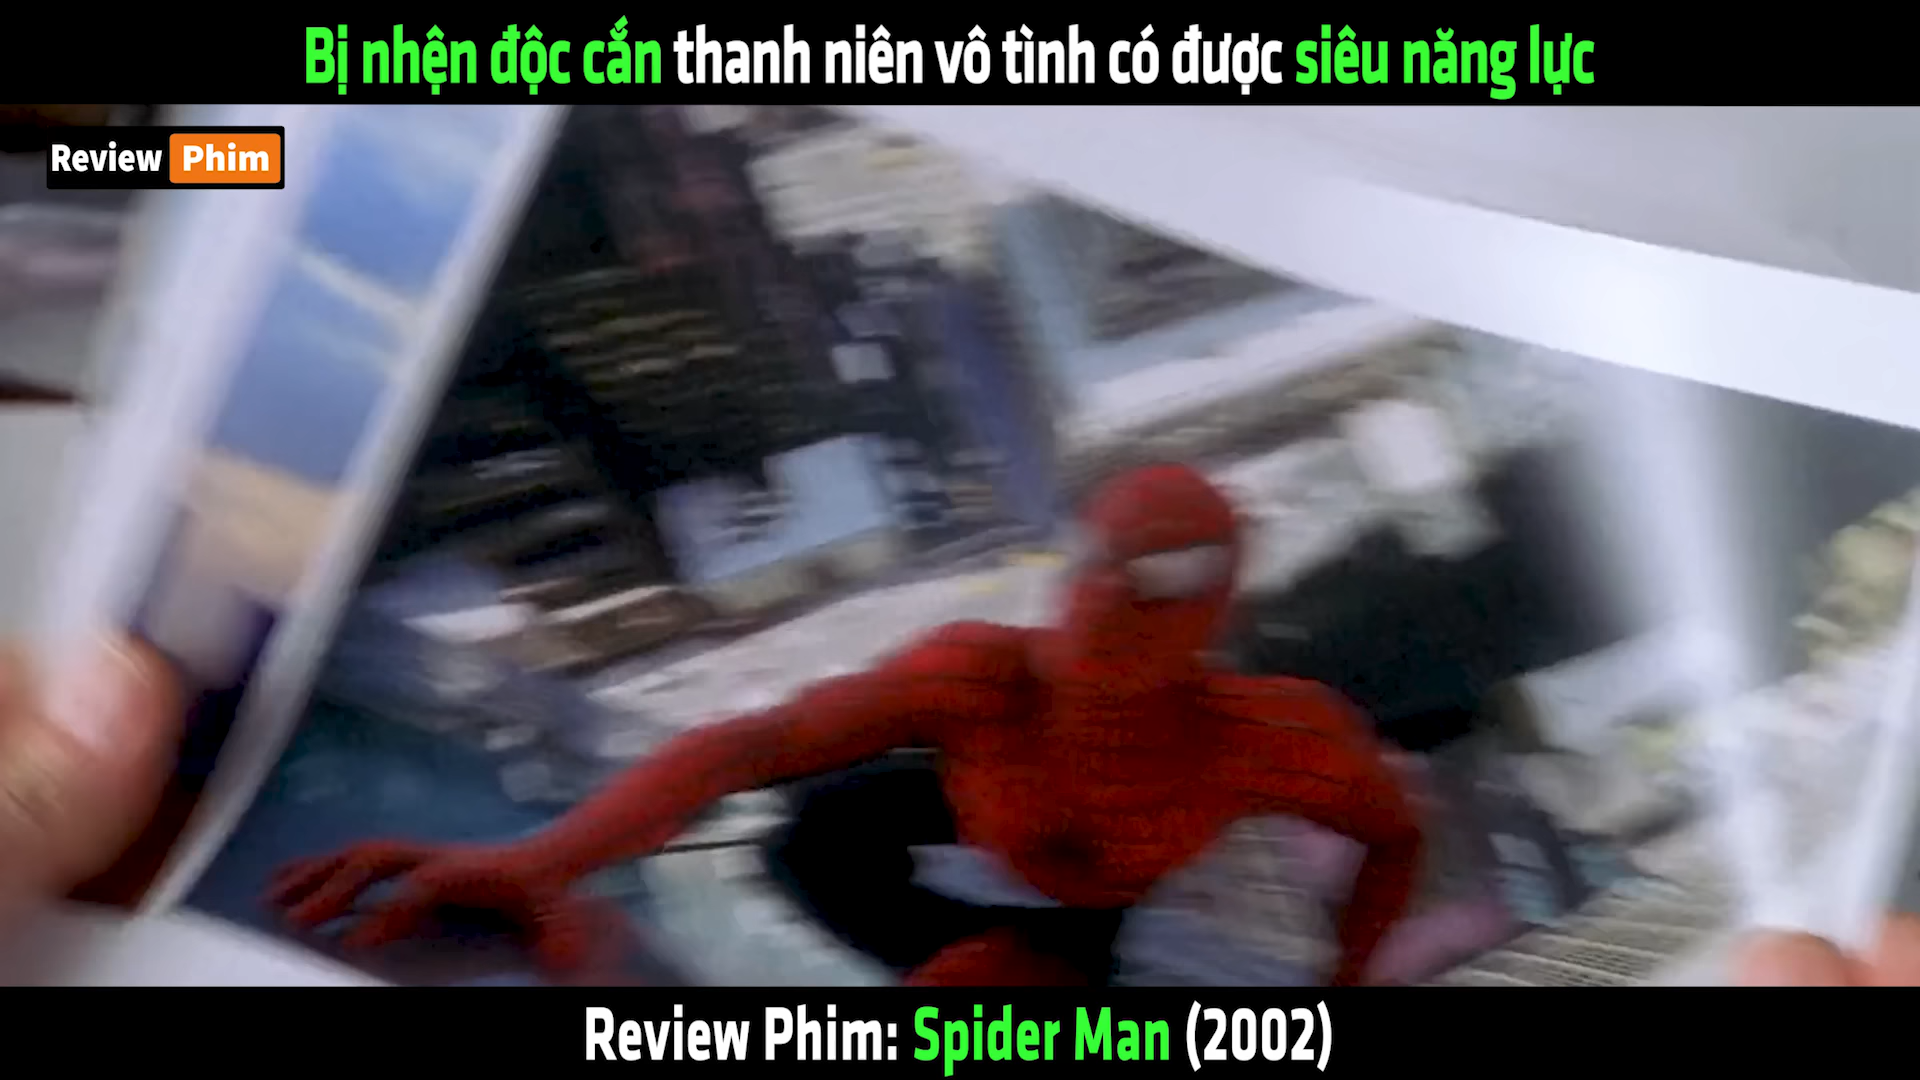 Bị nhện độc cắn thanh niên vô tình có được siêu năng lực
Review Phim
Review Phim: Spider Man (2002)